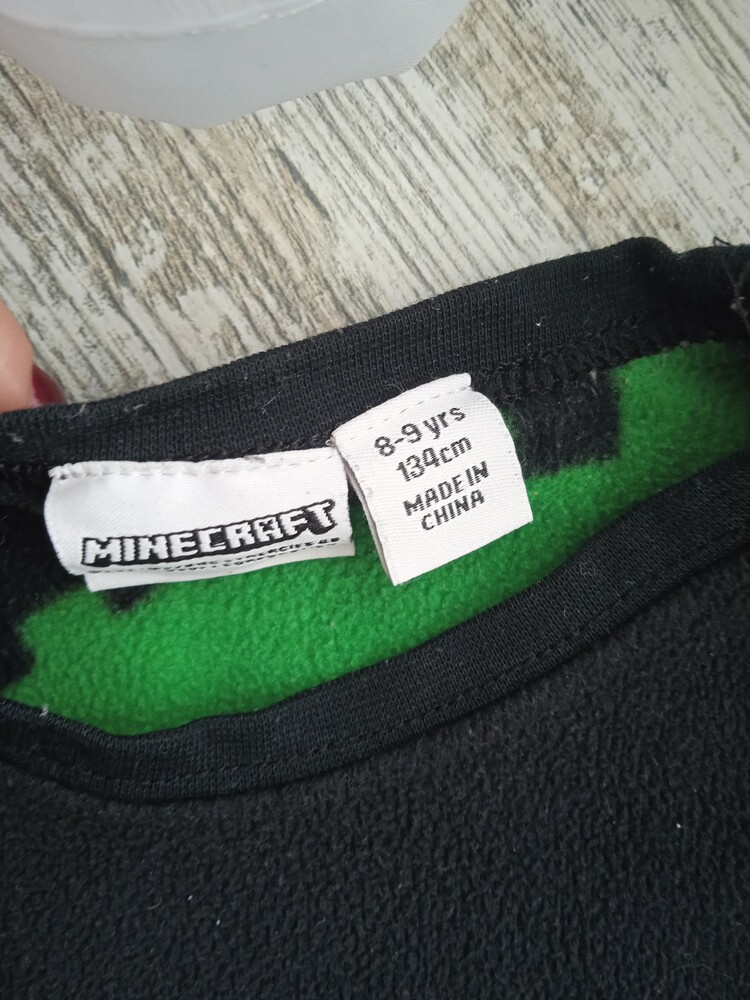 MINECRAFT
8-9 yrs
134cm
MADE IN
CHINA